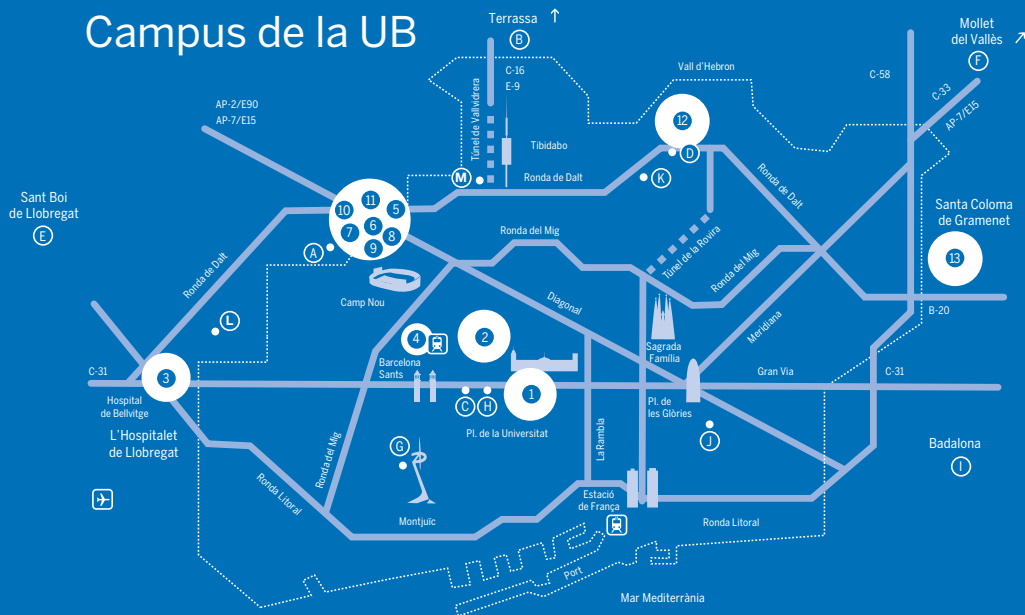 Campus de la UB
Terrassa ↑
B
C-16
E-9
Mollet
del Vallès
F
C-58
C-33
AP-7/E15
Vall d'Hebron
AP-2/E90
AP-7/E15
Túnel de Vallvidrera
Tibidabo
12
D
K
M
Ronda de Dalt
Ronda de Dalt
Sant Boi
de Llobregat
E
Santa Coloma
de Gramenet
13
11
10
5
6
7
8
9
A
Ronda de Dalt
Ronda del Mig
Túnel de la Rovira
Ronda del Mig
Camp Nou
Diagonal
Meridiana
B-20
L
4
2
Barcelona
Sants
Sagrada
Família
3
C-31
Gran Via
C-31
Hospital
de Bellvitge
C
H
1
Pl. de
les Glòries
L'Hospitalet
de Llobregat
Pl. de la Universitat
J
G
La Rambla
Ronda del Mig
Badalona
I
Ronda Litoral
Montjuïc
Estació
de França
Ronda Litoral
Port
Mar Mediterrània